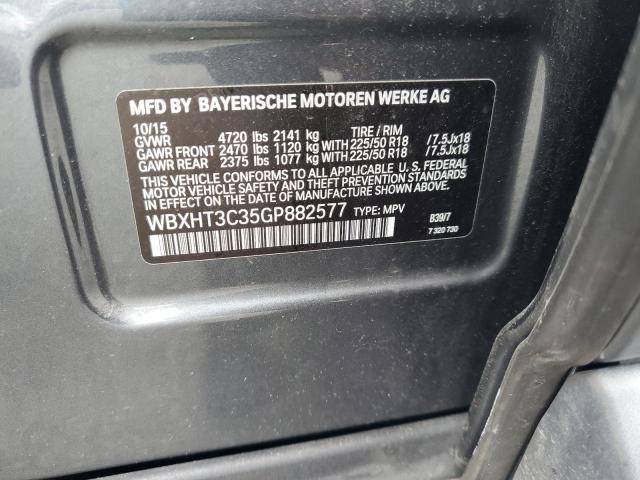 MFD BY BAYERISCHE MOTOREN WERKE AG
10/15
GVWR 4720 lbs 2141 kg TIRE / RIM
GAWR FRONT 2470 lbs 1120 kg WITH 225/50 R18 /7.5Jx18
GAWR REAR 2375 lbs 1077 kg WITH 225/50 R18 /7.5Jx18
THIS VEHICLE CONFORMS TO ALL APPLICABLE U.S. FEDERAL
MOTOR VEHICLE SAFETY AND THEFT PREVENTION STANDARDS
IN EFFECT ON THE DATE OF MANUFACTURE SHOWN ABOVE.
WBXHT3C35GP882577 TYPE: MPV
B39/7
7 320 730